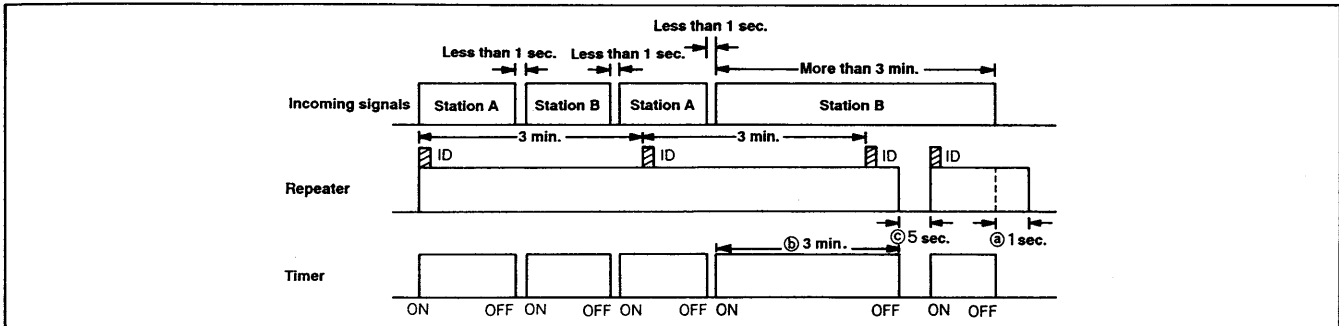 Less than 1 sec.
Less than 1 sec. Less than 1 sec.
More than 3 min.
Incoming signals Station A Station B Station A Station B
3 min. 3 min.
ID ID ID ID
Repeater
ⓒ 5 sec. ⓐ 1 sec.
ⓑ 3 min.
Timer
ON OFF ON OFF ON OFF ON OFF ON OFF